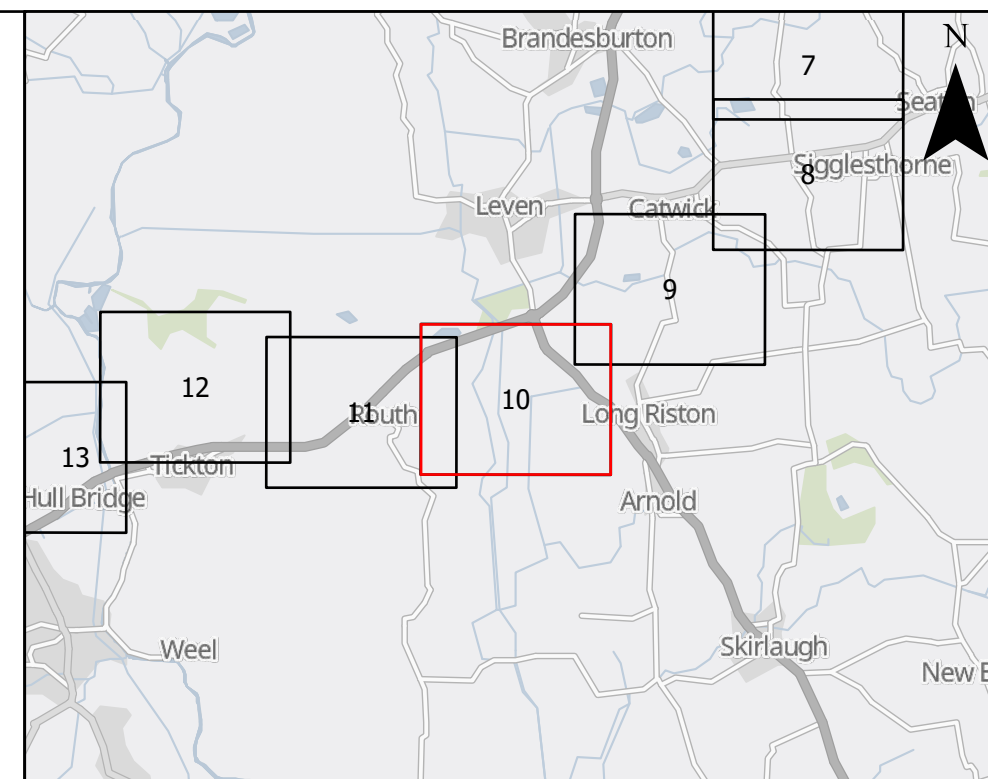 Brandesburton
N
7
Seaton
Sigglesthorne
8
Leven
Catwick
9
12
10
11
Routh
Long Riston
13
Tickton
Hull Bridge
Arnold
Weel
Skirlaugh
New E